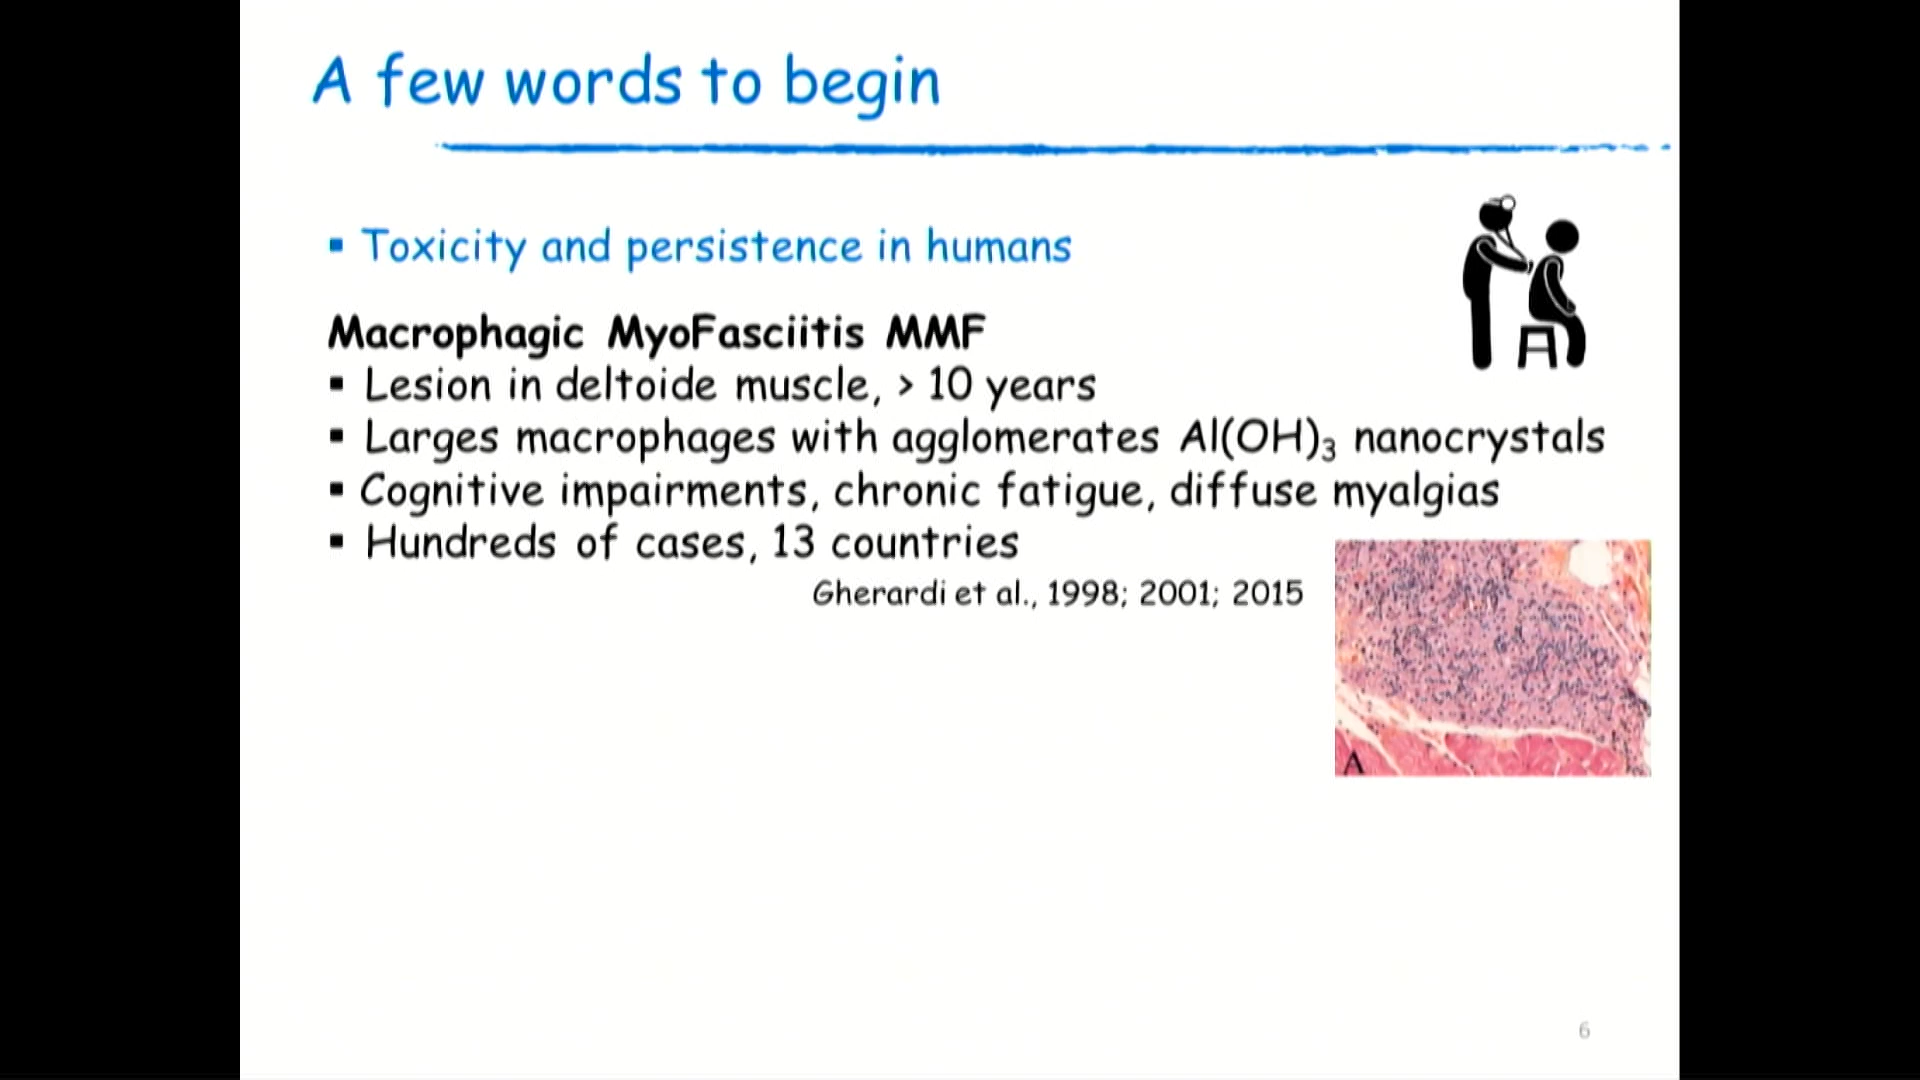 A few words to begin
▪ Toxicity and persistence in humans
Macrophagic MyoFasciitis MMF
▪ Lesion in deltoide muscle, > 10 years
▪ Larges macrophages with agglomerates Al(OH)₃ nanocrystals
▪ Cognitive impairments, chronic fatigue, diffuse myalgias
▪ Hundreds of cases, 13 countries
Gherardi et al., 1998; 2001; 2015
A
6